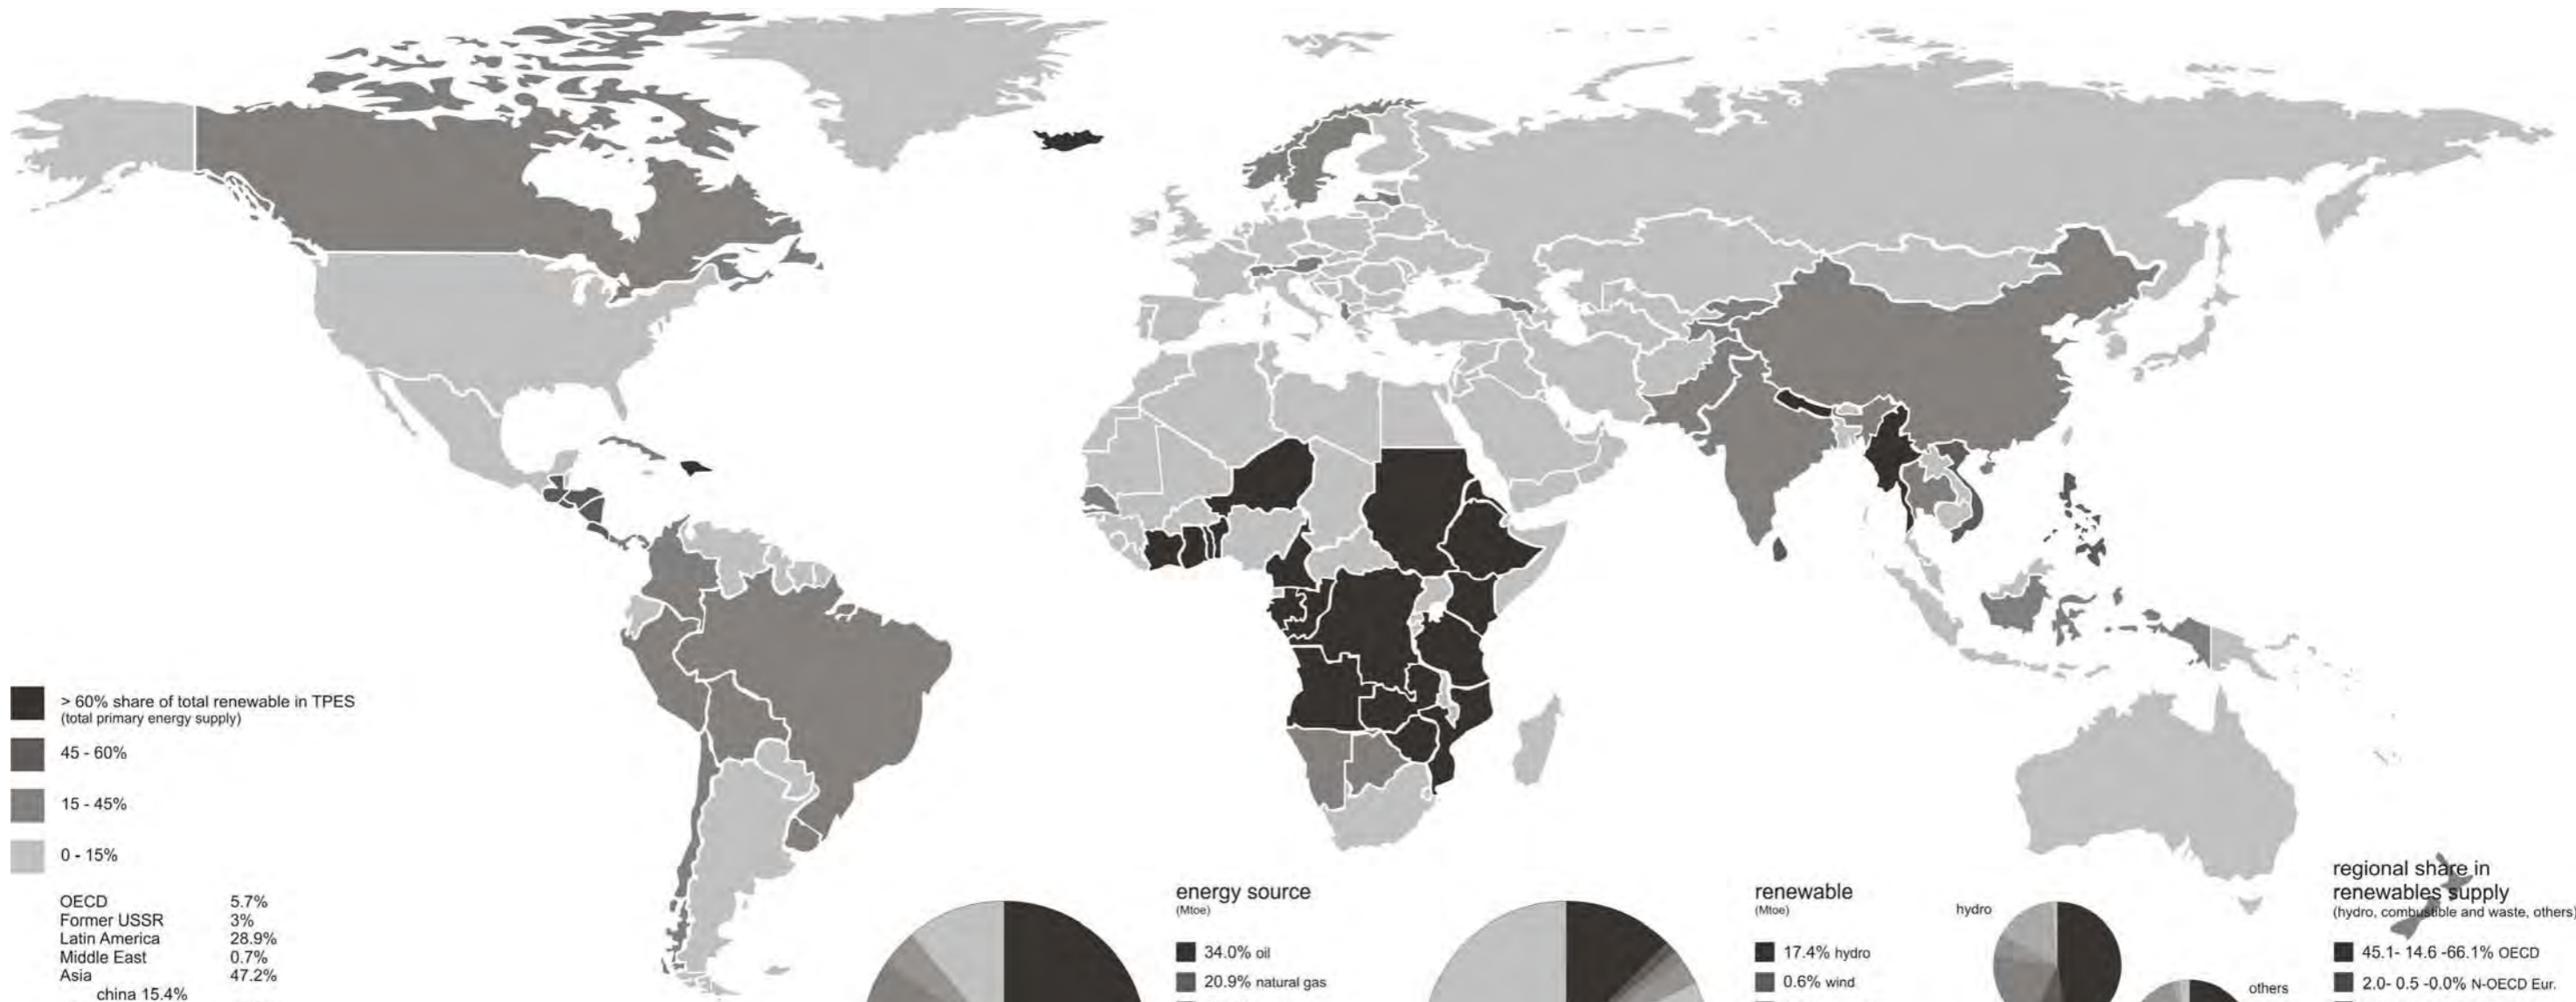 > 60% share of total renewable in TPES
(total primary energy supply)
45 - 60%
15 - 45%
0 - 15%
OECD 5.7%
Former USSR 3%
Latin America 28.9%
Middle East 0.7%
Asia 47.2%
china 15.4%
energy source
(Mtoe)
34.0% oil
20.9% natural gas
renewable
(Mtoe)
17.4% hydro
0.6% wind
hydro
others
regional share in
renewables supply
(hydro, combustible and waste, others)
45.1- 14.6 -66.1% OECD
2.0- 0.5 -0.0% N-OECD Eur.